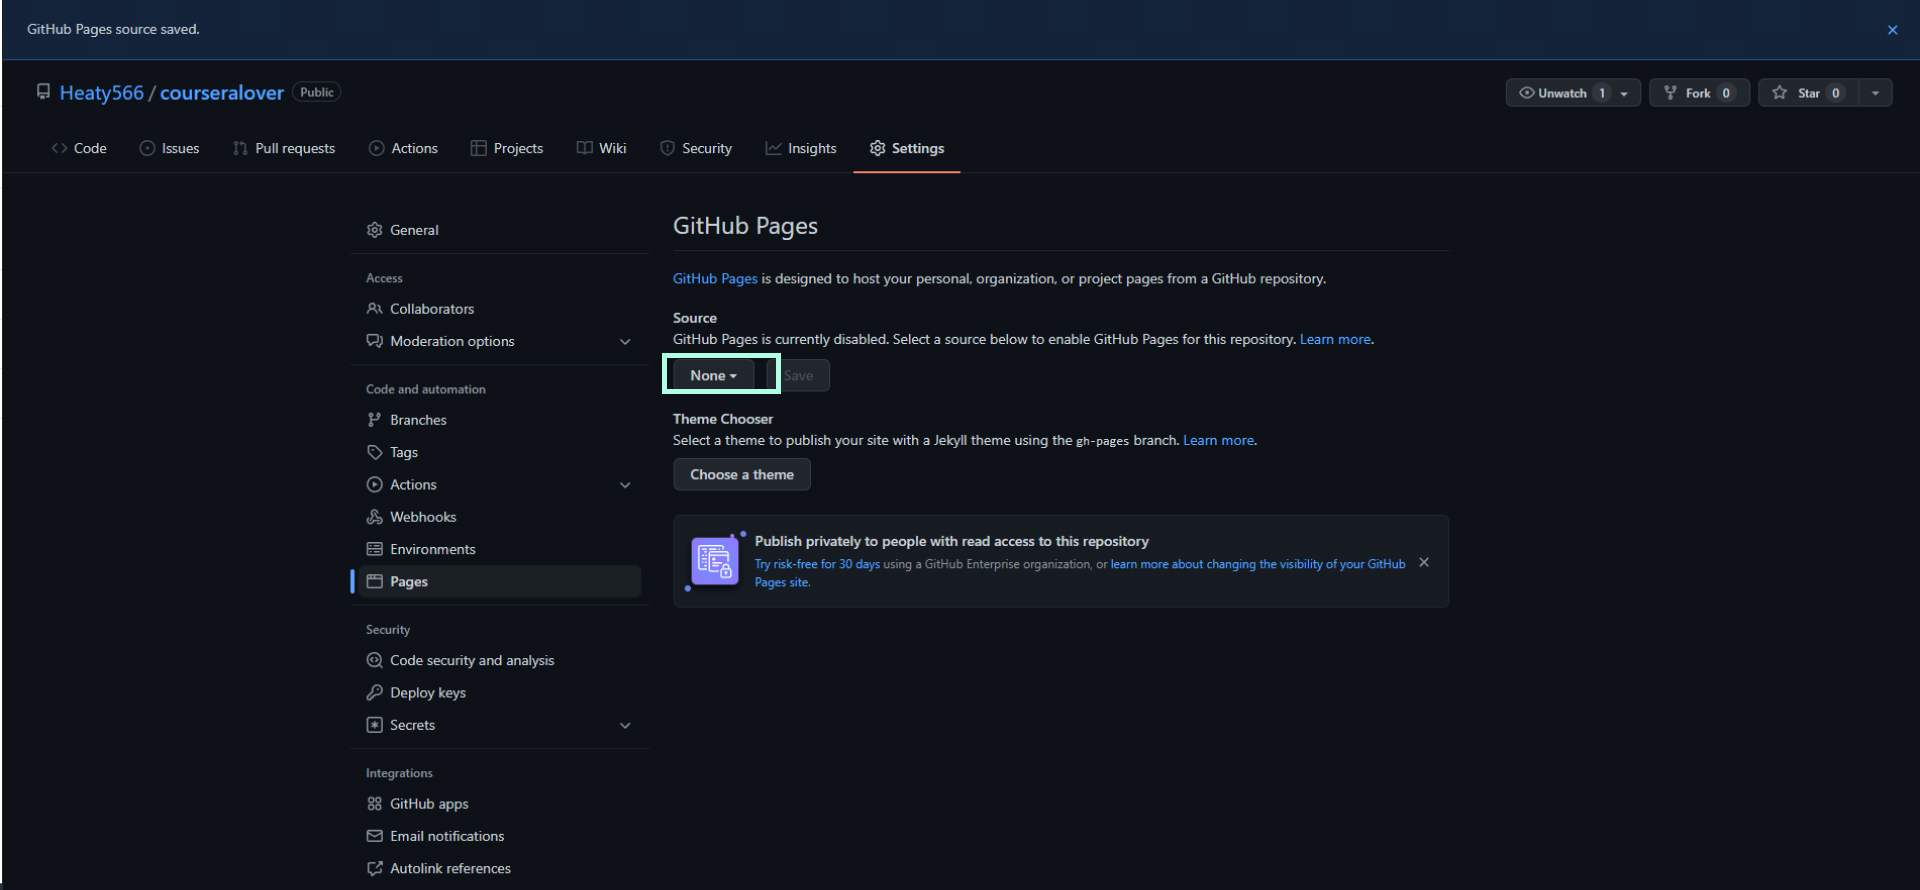 GitHub Pages source saved.
Heaty566 / courseralover Public
Unwatch 1
Fork 0
Star 0
Code
Issues
Pull requests
Actions
Projects
Wiki
Security
Insights
Settings
General
Access
Collaborators
Moderation options
Code and automation
Branches
Tags
Actions
Webhooks
Environments
Pages
Security
Code security and analysis
Deploy keys
Secrets
Integrations
GitHub apps
Email notifications
Autolink references
GitHub Pages
GitHub Pages is designed to host your personal, organization, or project pages from a GitHub repository.
Source
GitHub Pages is currently disabled. Select a source below to enable GitHub Pages for this repository. Learn more.
None
Save
Theme Chooser
Select a theme to publish your site with a Jekyll theme using the gh-pages branch. Learn more.
Choose a theme
Publish privately to people with read access to this repository
Try risk-free for 30 days using a GitHub Enterprise organization, or learn more about changing the visibility of your GitHub
Pages site.